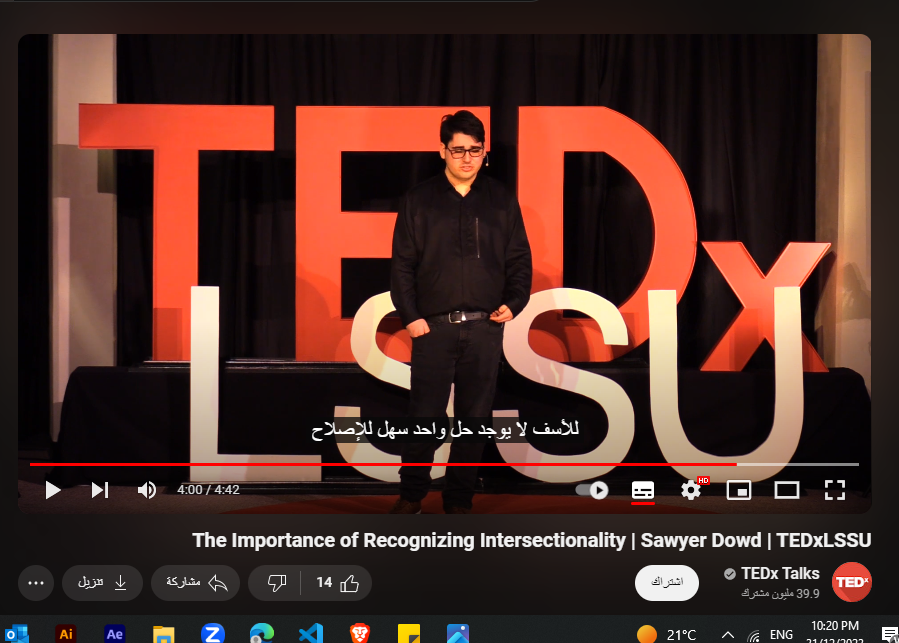 TEDx
LSSU
للأسف لا يوجد حل واحد سهل للإصلاح
4:00 / 4:42
HD
The Importance of Recognizing Intersectionality | Sawyer Dowd | TEDxLSSU
TEDx Talks
39.9 مليون مشترك
TEDx
اشتراك
14
مشاركة
تنزيل
Ai
Ae
Z
21°C
ENG
10:20 PM